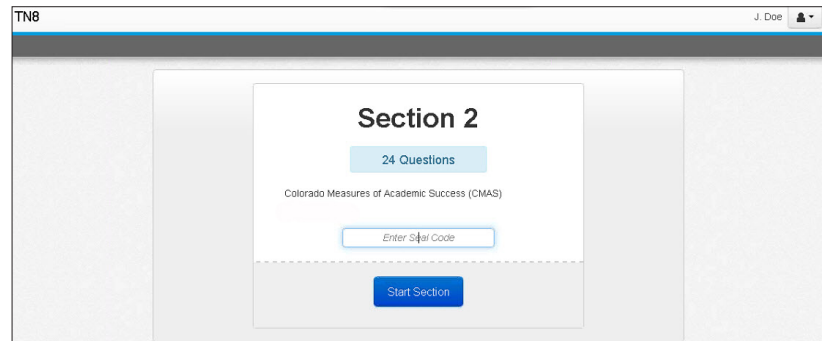 TN8
J. Doe
Section 2
24 Questions
Colorado Measures of Academic Success (CMAS)
Enter Seal Code
Start Section